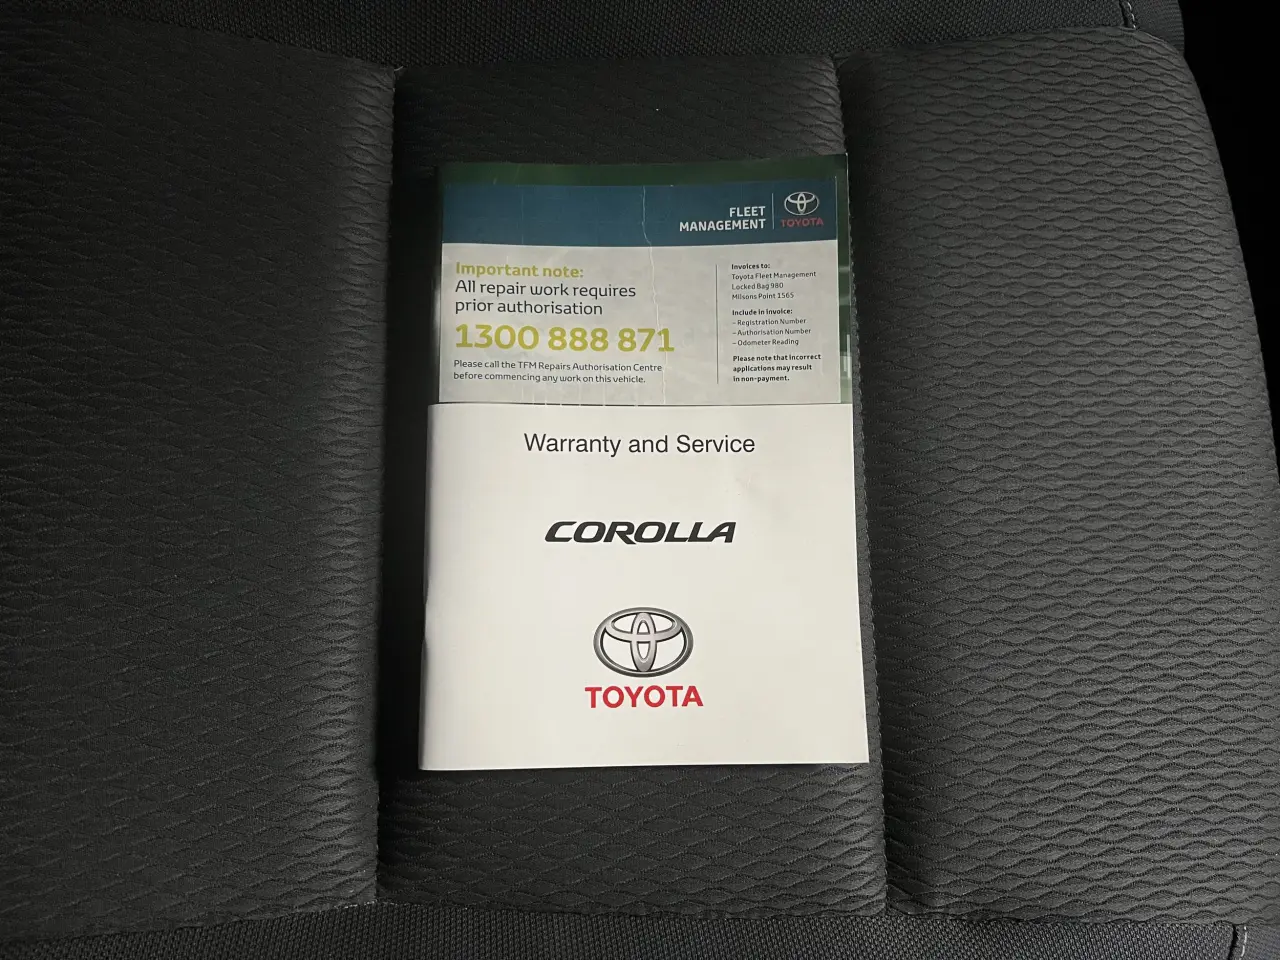 FLEET
MANAGEMENT
TOYOTA
Important note:
All repair work requires
prior authorisation
1300 888 871
Please call the TFM Repairs Authorisation Centre
before commencing any work on this vehicle.
Invoices to:
Toyota Fleet Management
Locked Bag 980
Milsons Point 1565
Include in invoice:
– Registration Number
– Authorisation Number
– Odometer Reading
Please note that incorrect
applications may result
in non-payment.
Warranty and Service
COROLLA
TOYOTA